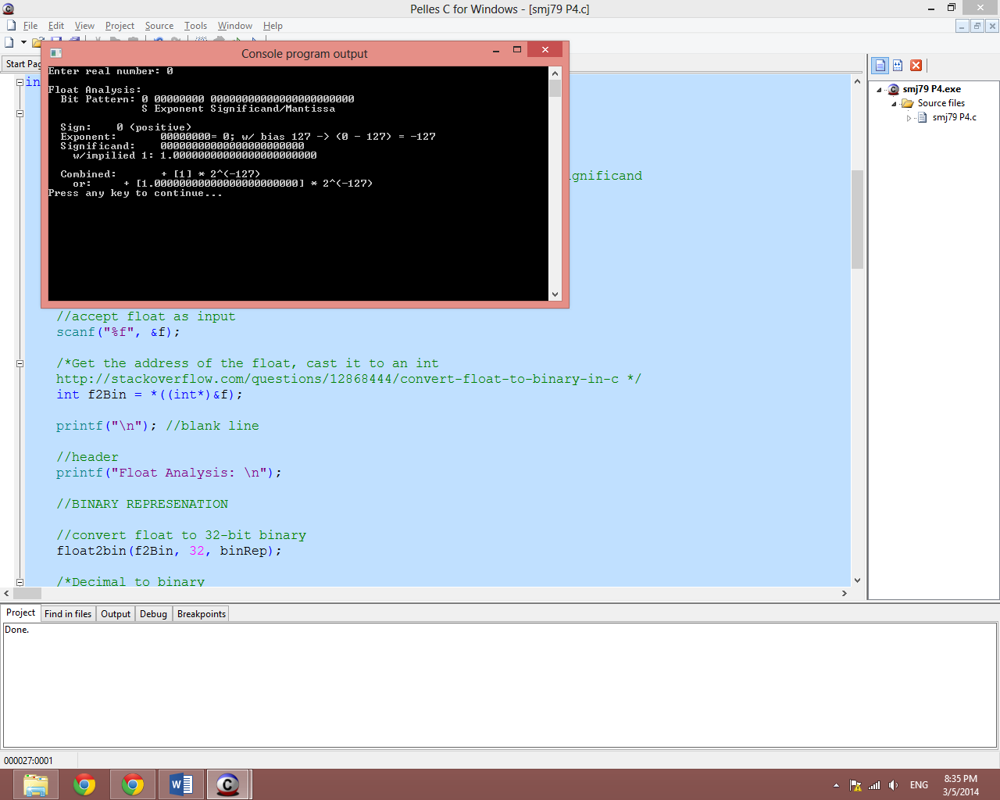 Pelles C for Windows - [smj79 P4.c]
File Edit View Project Source Tools Window Help
Start Pag
Console program output
Enter real number: 0
Float Analysis:
Bit Pattern: 0 00000000 00000000000000000000000
S Exponent Significand/Mantissa
Sign: 0 (positive)
Exponent: 00000000= 0; w/ bias 127 -> (0 - 127) = -127
Significand: 00000000000000000000000
w/impilied 1: 1.00000000000000000000000
Combined: + [1] * 2^(-127)
or: + [1.00000000000000000000000] * 2^(-127)
Press any key to continue...
in
ignificand
//accept float as input
scanf("%f", &f);
/*Get the address of the float, cast it to an int
http://stackoverflow.com/questions/12868444/convert-float-to-binary-in-c */
int f2Bin = *((int*)&f);
printf("\n"); //blank line
//header
printf("Float Analysis: \n");
//BINARY REPRESENATION
//convert float to 32-bit binary
float2bin(f2Bin, 32, binRep);
/*Decimal to binary
smj79 P4.exe
Source files
smj79 P4.c
Project Find in files Output Debug Breakpoints
Done.
000027:0001
ENG
8:35 PM
3/5/2014